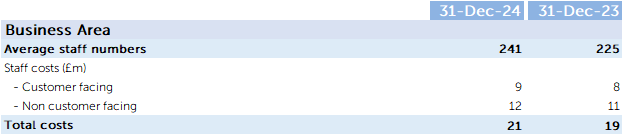 31-Dec-24 31-Dec-23
Business Area
Average staff numbers 241 225
Staff costs (£m)
- Customer facing 9 8
- Non customer facing 12 11
Total costs 21 19